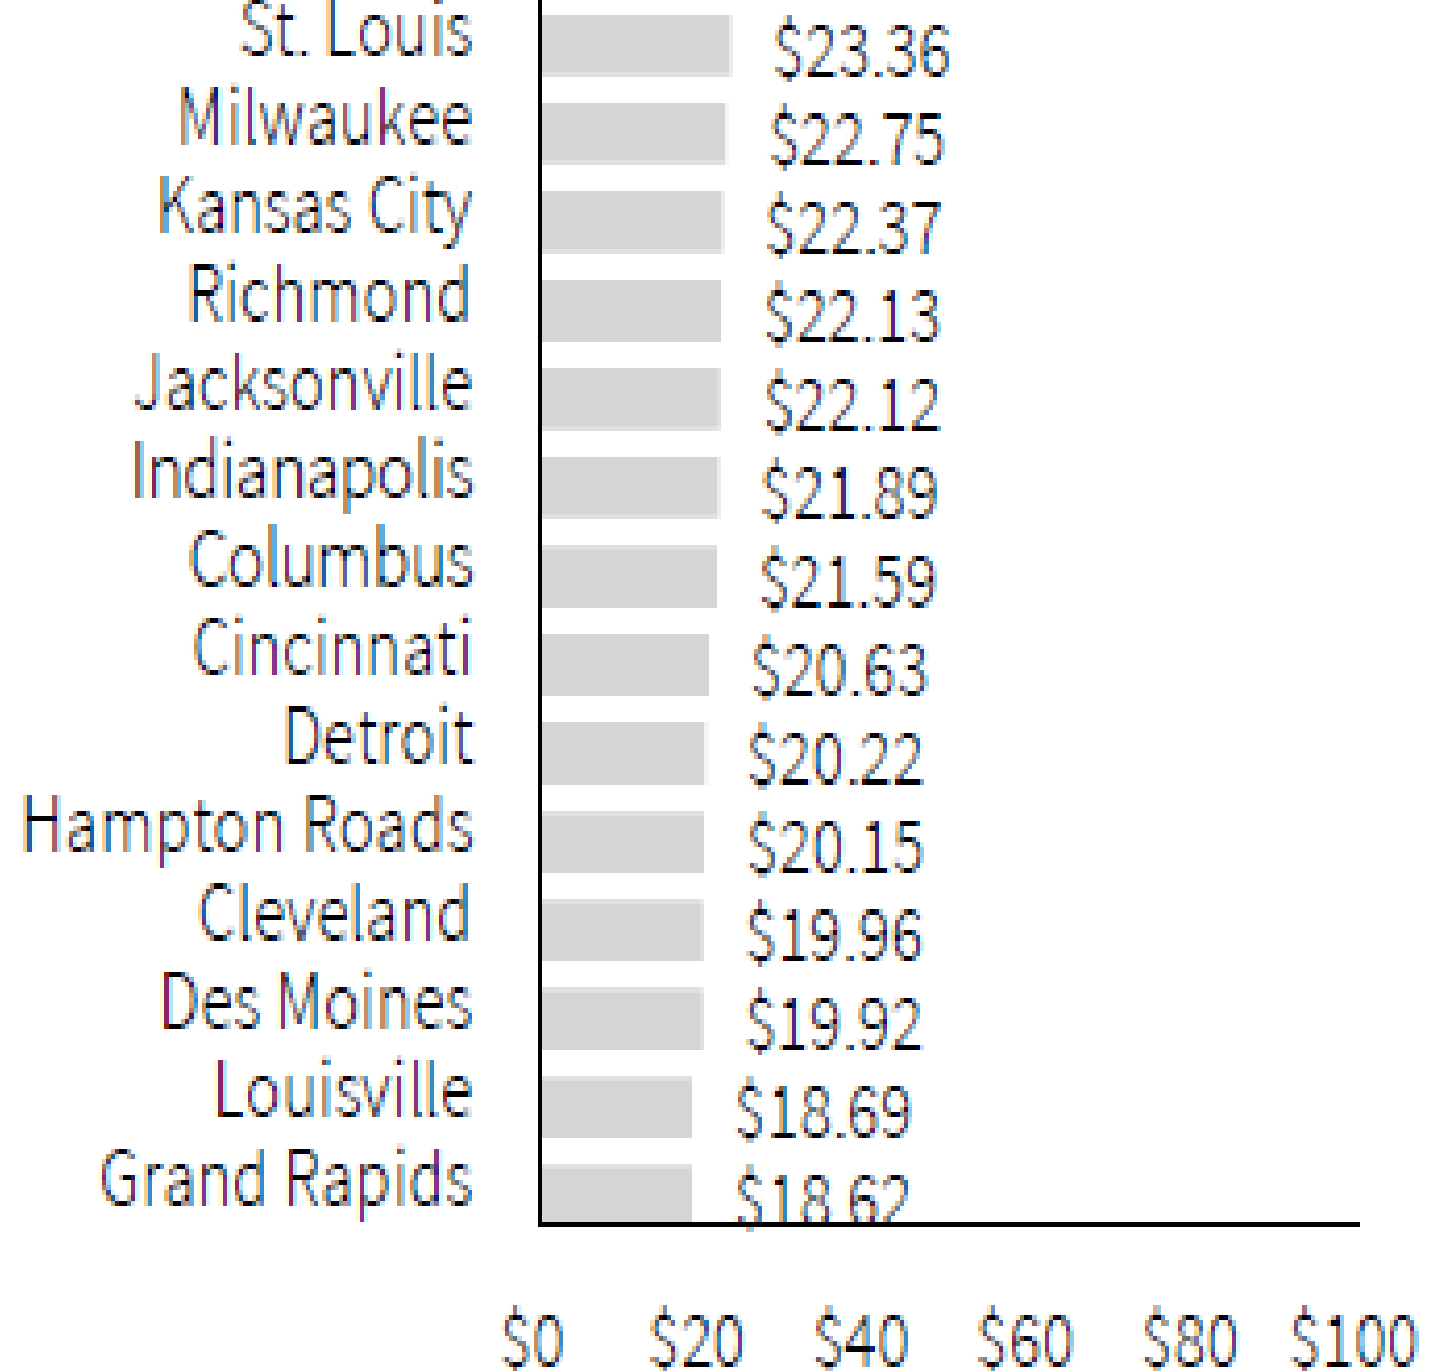 St. Louis $23.36
Milwaukee $22.75
Kansas City $22.37
Richmond $22.13
Jacksonville $22.12
Indianapolis $21.89
Columbus $21.59
Cincinnati $20.63
Detroit $20.22
Hampton Roads $20.15
Cleveland $19.96
Des Moines $19.92
Louisville $18.69
Grand Rapids $18.62
$0 $20 $40 $60 $80 $100